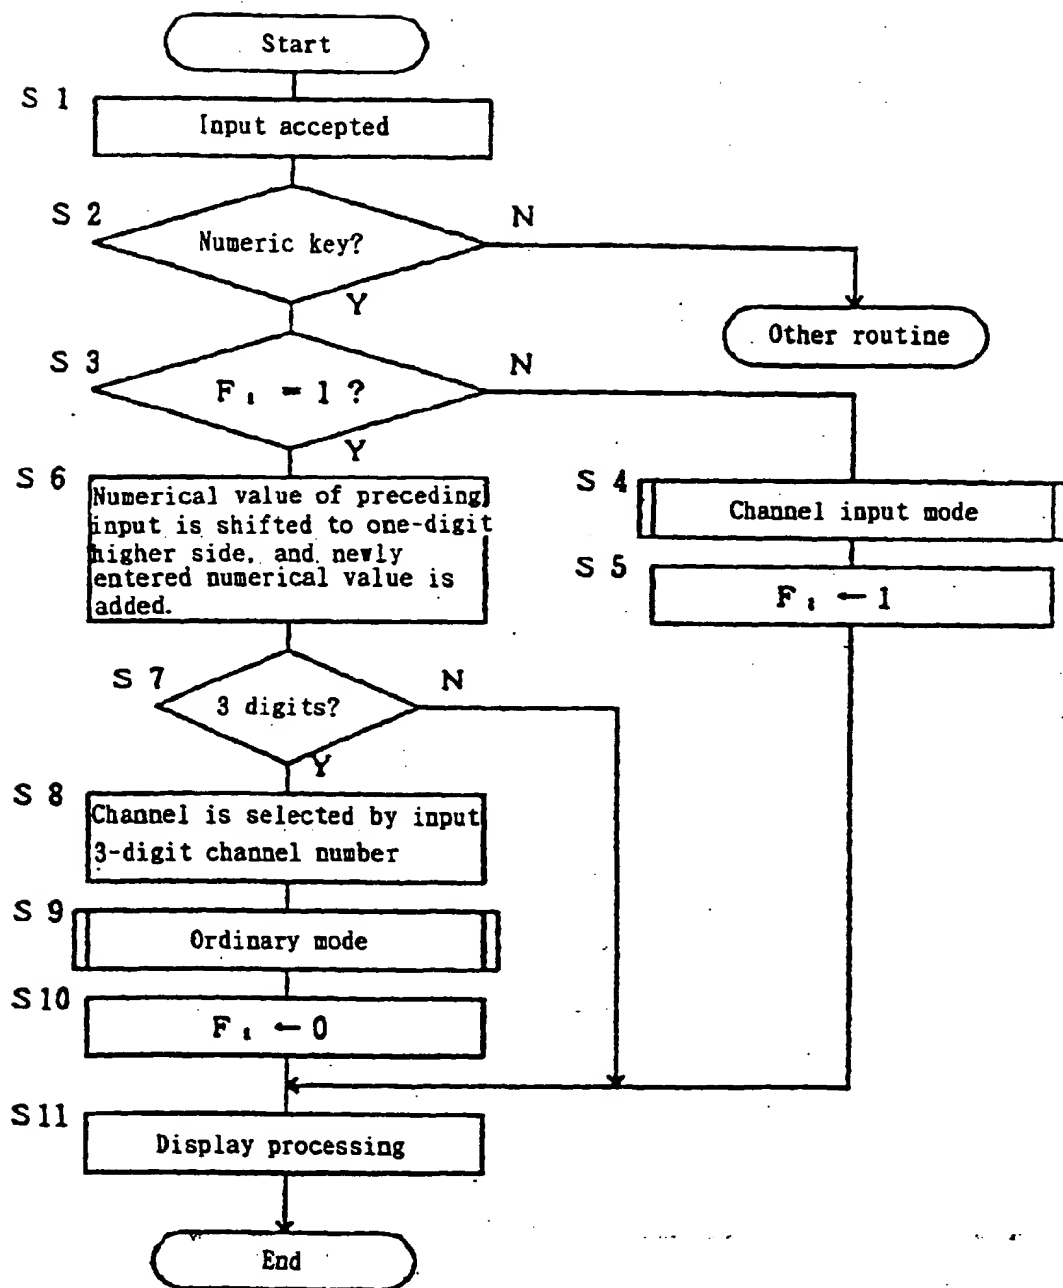 Start
S 1
Input accepted
S 2
Numeric key?
N
Y
Other routine
S 3
F₁ = 1 ?
N
Y
S 6
Numerical value of preceding
input is shifted to one-digit
higher side, and newly
entered numerical value is
added.
S 4
Channel input mode
S 5
F₁ ← 1
S 7
3 digits?
N
Y
S 8
Channel is selected by input
3-digit channel number
S 9
Ordinary mode
S10
F₁ ← 0
S11
Display processing
End